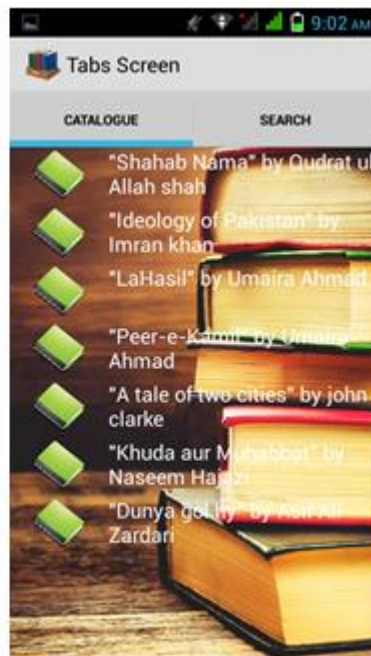 9:02 AM
Tabs Screen
CATALOGUE
SEARCH
"Shahab Nama" by Qudrat ul
Allah shah
"Ideology of Pakistan" by
Imran khan
"LaHasil" by Umaira Ahmad
"Peer-e-Kamil" by Umaira
Ahmad
"A tale of two cities" by john
clarke
"Khuda aur Muhabbat" by
Naseem Hajazi
"Dunya gol hy" by Asif Ali
Zardari